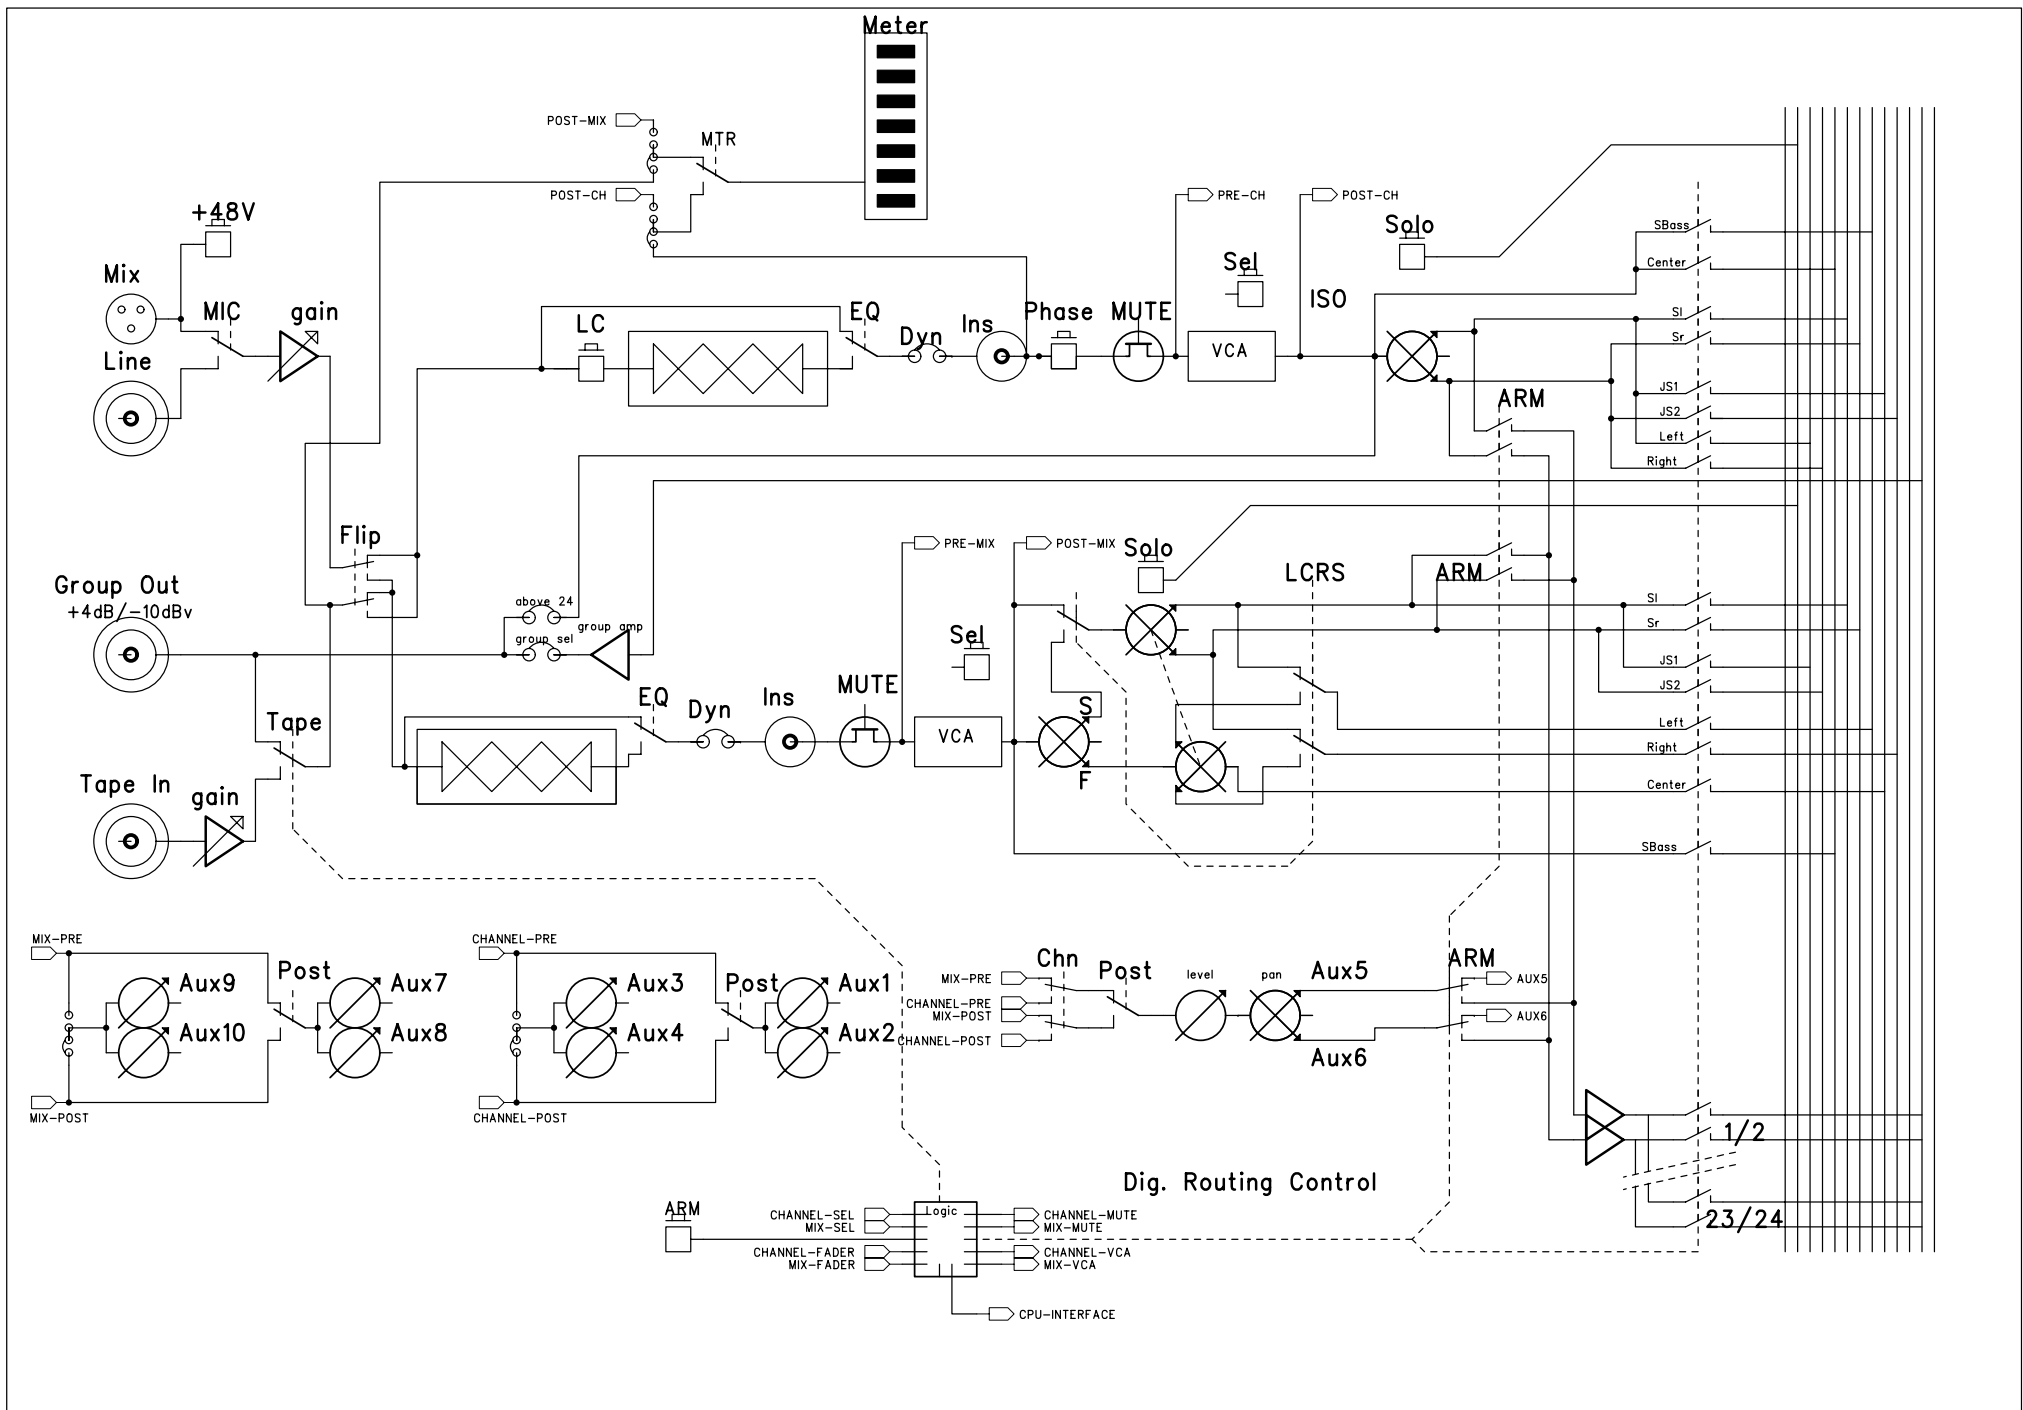 Meter
POST-MIX
MTR
POST-CH
PRE-CH
POST-CH
+48V
Solo
SBass
Sel
Center
Mix
MIC
gain
EQ
ISO
LC
Dyn
Ins
Phase
MUTE
Sl
Sr
Line
VCA
JS1
ARM
JS2
Left
Right
Flip
PRE-MIX
POST-MIX
Solo
Group Out
+4dB/-10dBv
LCRS
ARM
above 24
group sel
group amp
Sl
Sel
Sr
JS1
JS2
EQ
Dyn
Ins
MUTE
S
Tape
VCA
Left
Right
F
Tape In
gain
Center
SBass
MIX-PRE
CHANNEL-PRE
Chn
Post
ARM
Aux9
Post
Aux7
Aux3
Post
Aux1
MIX-PRE
level
pan
Aux5
AUX5
CHANNEL-PRE
MIX-POST
AUX6
Aux10
Aux8
Aux4
Aux2
CHANNEL-POST
Aux6
MIX-POST
CHANNEL-POST
1/2
Dig. Routing Control
ARM
CHANNEL-SEL
Logic
CHANNEL-MUTE
MIX-SEL
MIX-MUTE
23/24
CHANNEL-FADER
CHANNEL-VCA
MIX-FADER
MIX-VCA
CPU-INTERFACE